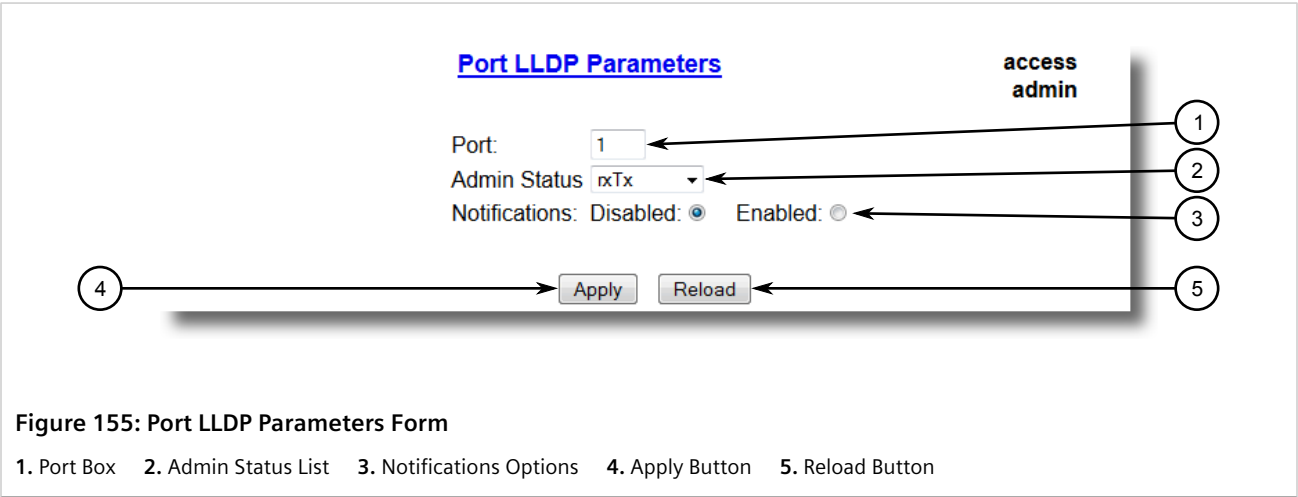 Port LLDP Parameters
access
admin
Port: 1
Admin Status rxTx
Notifications: Disabled: Enabled:
Apply Reload
1
2
3
4
5
Figure 155: Port LLDP Parameters Form
1. Port Box 2. Admin Status List 3. Notifications Options 4. Apply Button 5. Reload Button